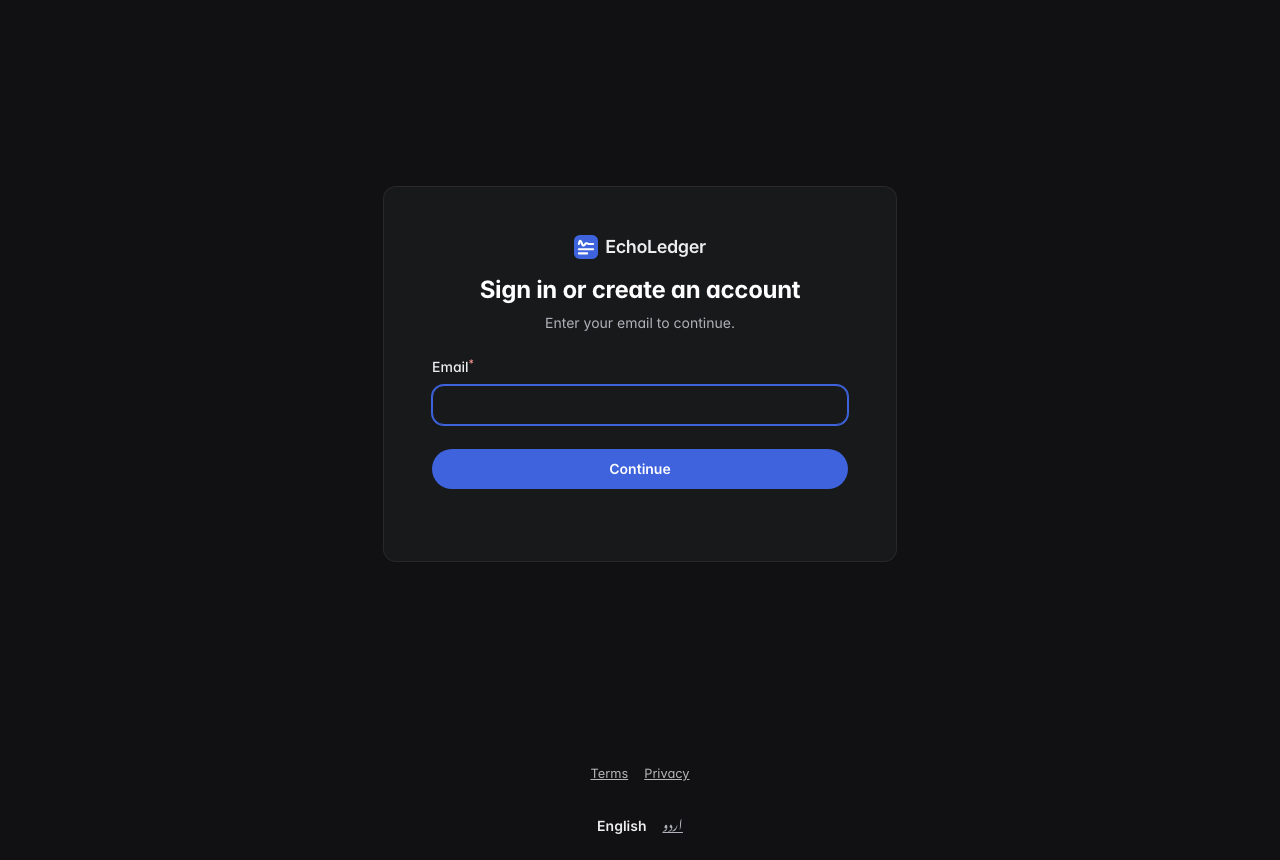 EchoLedger
Sign in or create an account
Enter your email to continue.
Email*
Continue
Terms Privacy
English اردو